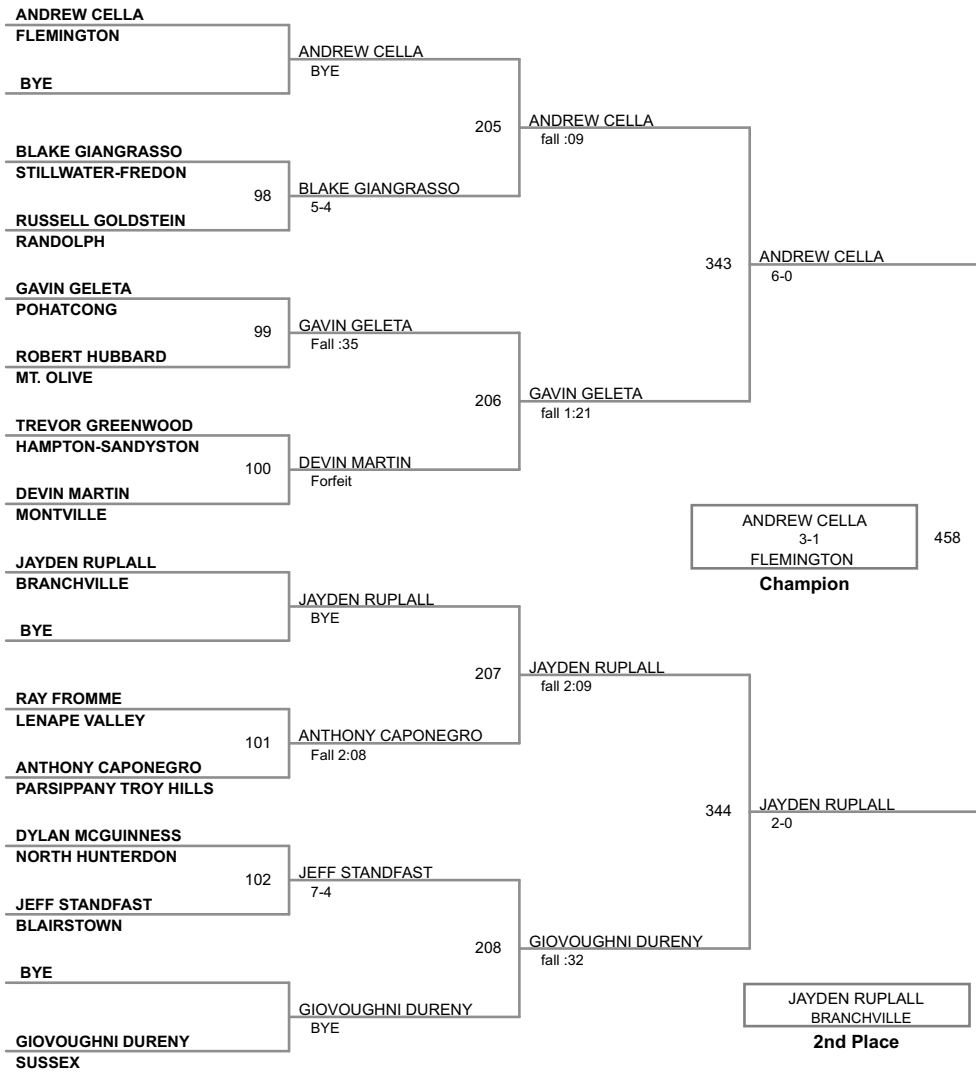 ANDREW CELLA
FLEMINGTON
ANDREW CELLA
BYE
BYE
205
ANDREW CELLA
fall :09
BLAKE GIANGRASSO
STILLWATER-FREDON
98
BLAKE GIANGRASSO
5-4
RUSSELL GOLDSTEIN
RANDOLPH
343
ANDREW CELLA
6-0
GAVIN GELETA
POHATCONG
99
GAVIN GELETA
Fall :35
ROBERT HUBBARD
MT. OLIVE
206
GAVIN GELETA
fall 1:21
TREVOR GREENWOOD
HAMPTON-SANDYSTON
100
DEVIN MARTIN
Forfeit
DEVIN MARTIN
MONTVILLE
ANDREW CELLA
3-1
FLEMINGTON
458
Champion
JAYDEN RUPLALL
BRANCHVILLE
JAYDEN RUPLALL
BYE
BYE
207
JAYDEN RUPLALL
fall 2:09
RAY FROMME
LENAPE VALLEY
101
ANTHONY CAPONEGRO
Fall 2:08
ANTHONY CAPONEGRO
PARSIPPANY TROY HILLS
344
JAYDEN RUPLALL
2-0
DYLAN MCGUINNESS
NORTH HUNTERDON
102
JEFF STANDFAST
7-4
JEFF STANDFAST
BLAIRSTOWN
208
GIOVOUGHNI DURENY
fall :32
BYE
GIOVOUGHNI DURENY
BYE
GIOVOUGHNI DURENY
SUSSEX
JAYDEN RUPLALL
BRANCHVILLE
2nd Place